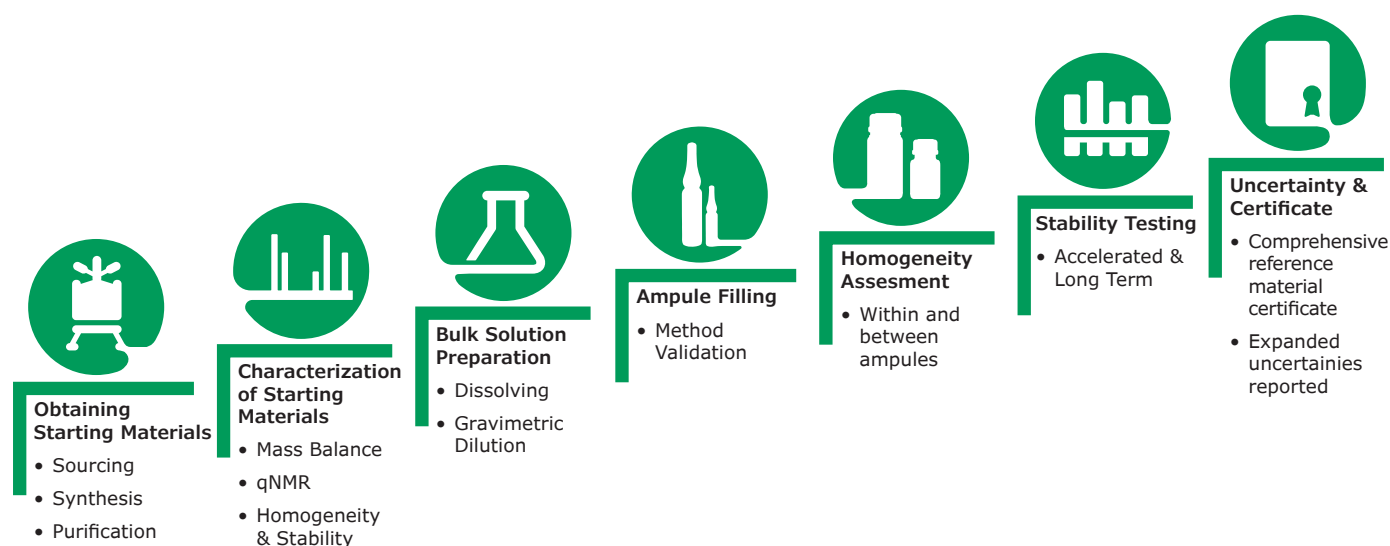 Obtaining
Starting Materials
• Sourcing
• Synthesis
• Purification
Characterization
of Starting
Materials
• Mass Balance
• qNMR
• Homogeneity
& Stability
Bulk Solution
Preparation
• Dissolving
• Gravimetric
Dilution
Ampule Filling
• Method
Validation
Homogeneity
Assesment
• Within and
between
ampules
Stability Testing
• Accelerated &
Long Term
Uncertainty &
Certificate
• Comprehensive
reference
material
certificate
• Expanded
uncertainies
reported